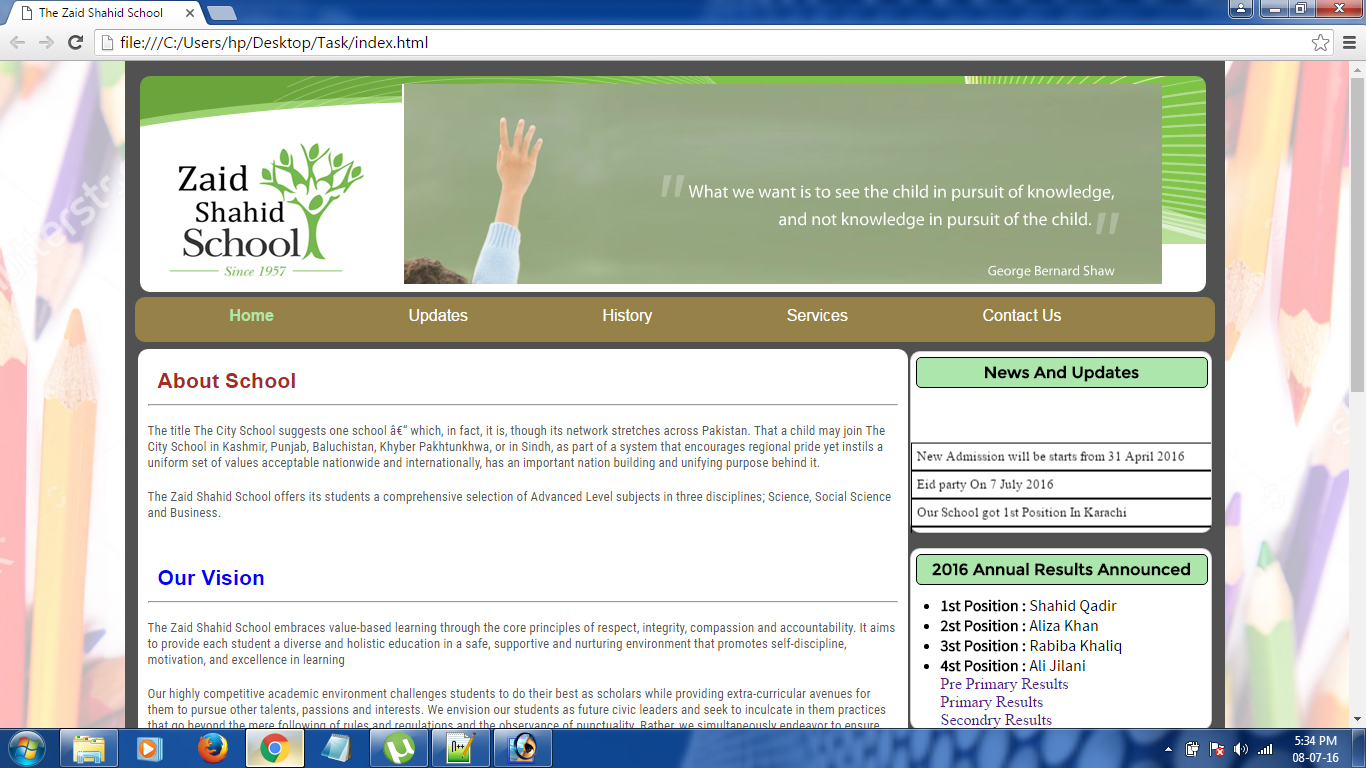 The Zaid Shahid School
file:///C:/Users/hp/Desktop/Task/index.html
Zaid
Shahid
School
Since 1957
" What we want is to see the child in pursuit of knowledge,
and not knowledge in pursuit of the child. "
George Bernard Shaw
Home Updates History Services Contact Us
About School
The title The City School suggests one school â€“ which, in fact, it is, though its network stretches across Pakistan. That a child may join The
City School in Kashmir, Punjab, Baluchistan, Khyber Pakhtunkhwa, or in Sindh, as part of a system that encourages regional pride yet instils a
uniform set of values acceptable nationwide and internationally, has an important nation building and unifying purpose behind it.
The Zaid Shahid School offers its students a comprehensive selection of Advanced Level subjects in three disciplines; Science, Social Science
and Business.
Our Vision
The Zaid Shahid School embraces value-based learning through the core principles of respect, integrity, compassion and accountability. It aims
to provide each student a diverse and holistic education in a safe, supportive and nurturing environment that promotes self-discipline,
motivation, and excellence in learning
Our highly competitive academic environment challenges students to do their best as scholars while providing extra-curricular avenues for
them to pursue other talents, passions and interests. We envision our students as future civic leaders and seek to inculcate in them practices
that go beyond the mere following of rules and regulations and the observance of punctuality. Rather, we simultaneously endeavor to ensure
News And Updates
New Admission will be starts from 31 April 2016
Eid party On 7 July 2016
Our School got 1st Position In Karachi
2016 Annual Results Announced
• 1st Position : Shahid Qadir
• 2st Position : Aliza Khan
• 3st Position : Rabiba Khaliq
• 4st Position : Ali Jilani
Pre Primary Results
Primary Results
Secondry Results
5:34 PM
08-07-16